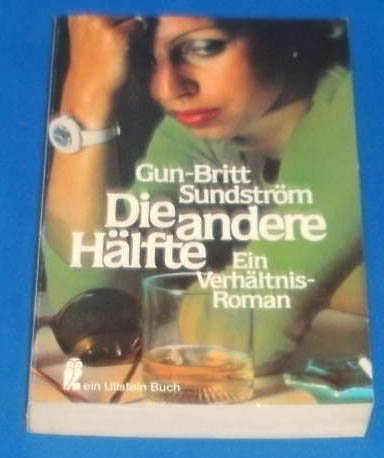 Gun-Britt
Sundström
Die andere
Hälfte
Ein
Verhältnis-
Roman
ein Ullstein Buch